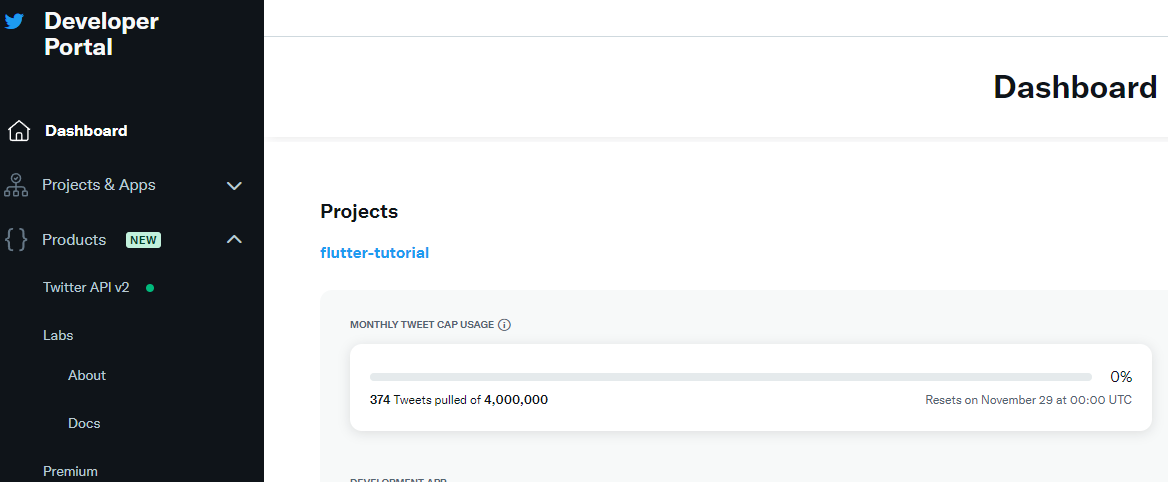 Developer
Portal
Dashboard
Projects & Apps
Products NEW
Twitter API v2
Labs
About
Docs
Premium
Dashboard
Projects
flutter-tutorial
MONTHLY TWEET CAP USAGE
0%
374 Tweets pulled of 4,000,000
Resets on November 29 at 00:00 UTC
DEVELOPMENT APP